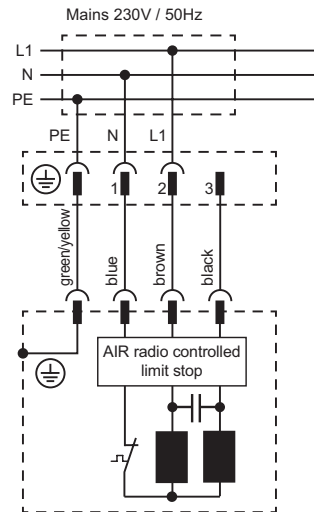 Mains 230V / 50Hz
L1
N
PE
PE N L1
1 2 3
green/yellow
blue
brown
black
AIR radio controlled
limit stop